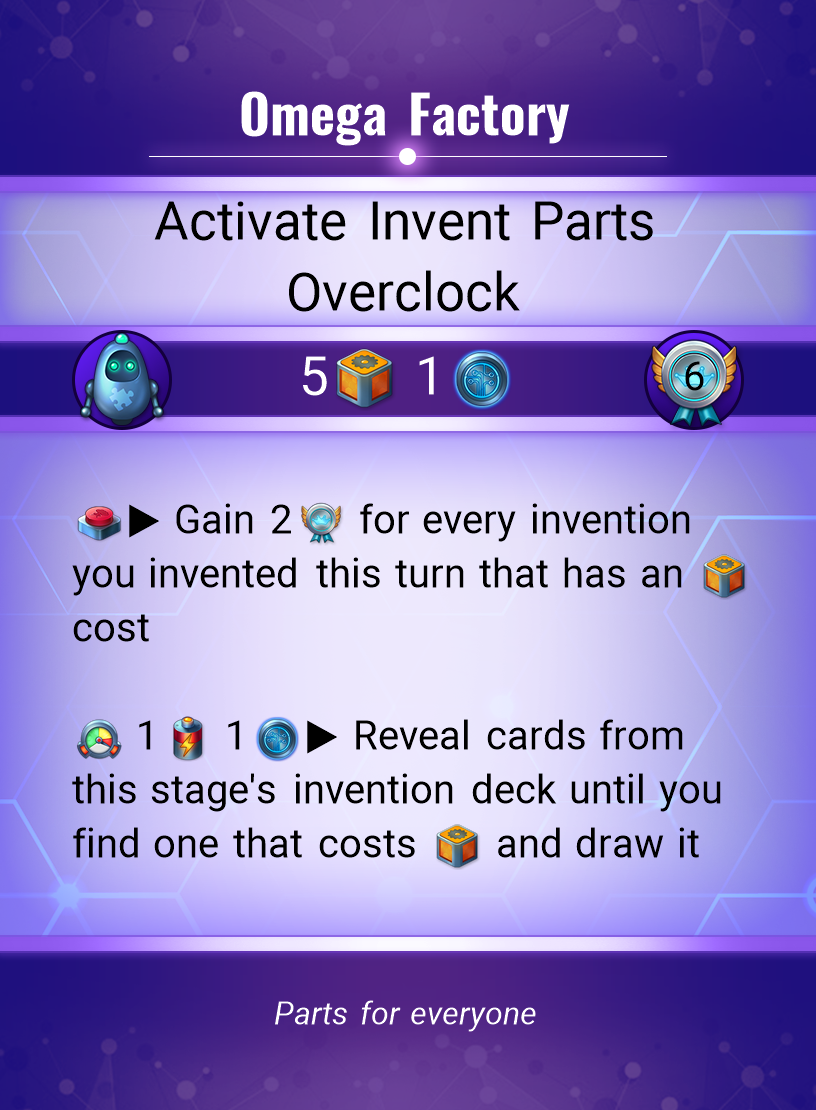 Omega Factory
Activate Invent Parts
Overclock
5 1 6
▶ Gain 2 for every invention
you invented this turn that has an
cost
1 1 ▶ Reveal cards from
this stage's invention deck until you
find one that costs and draw it
Parts for everyone